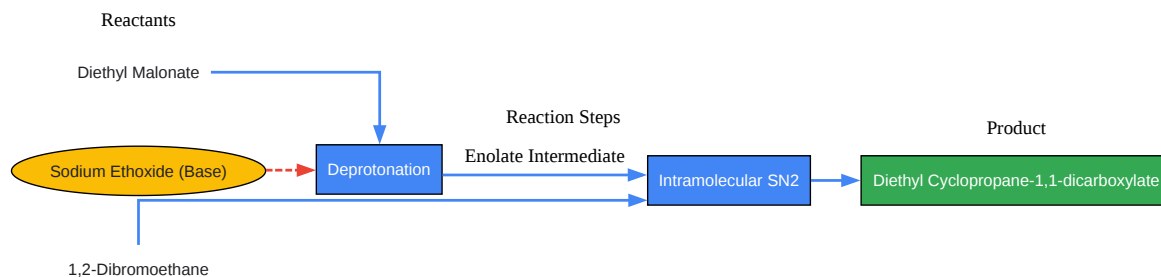 Reactants
Diethyl Malonate
Reaction Steps
Product
Enolate Intermediate
Sodium Ethoxide (Base)
Deprotonation
Intramolecular SN2
Diethyl Cyclopropane-1,1-dicarboxylate
1,2-Dibromoethane